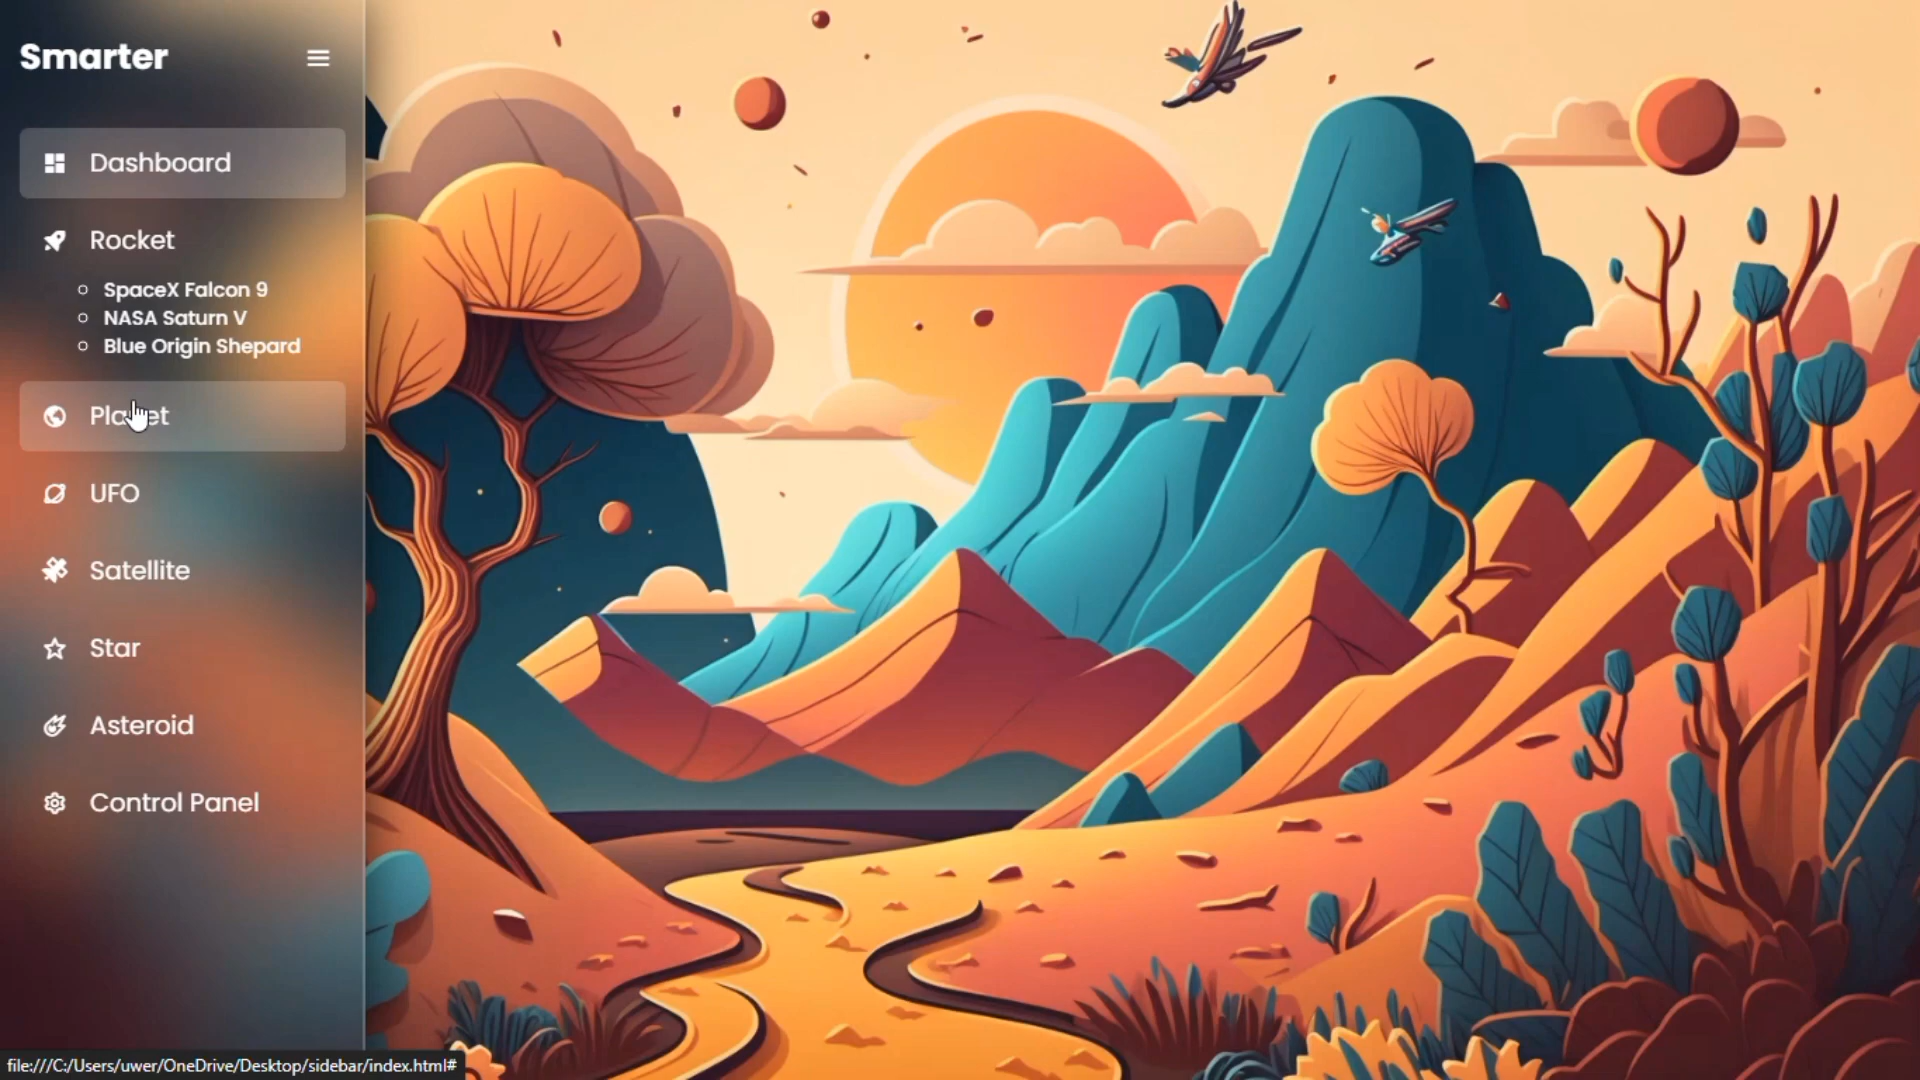 Smarter
Dashboard
Rocket
SpaceX Falcon 9
NASA Saturn V
Blue Origin Shepard
Planet
UFO
Satellite
Star
Asteroid
Control Panel
file:///C:/Users/uwer/OneDrive/Desktop/sidebar/index.html#